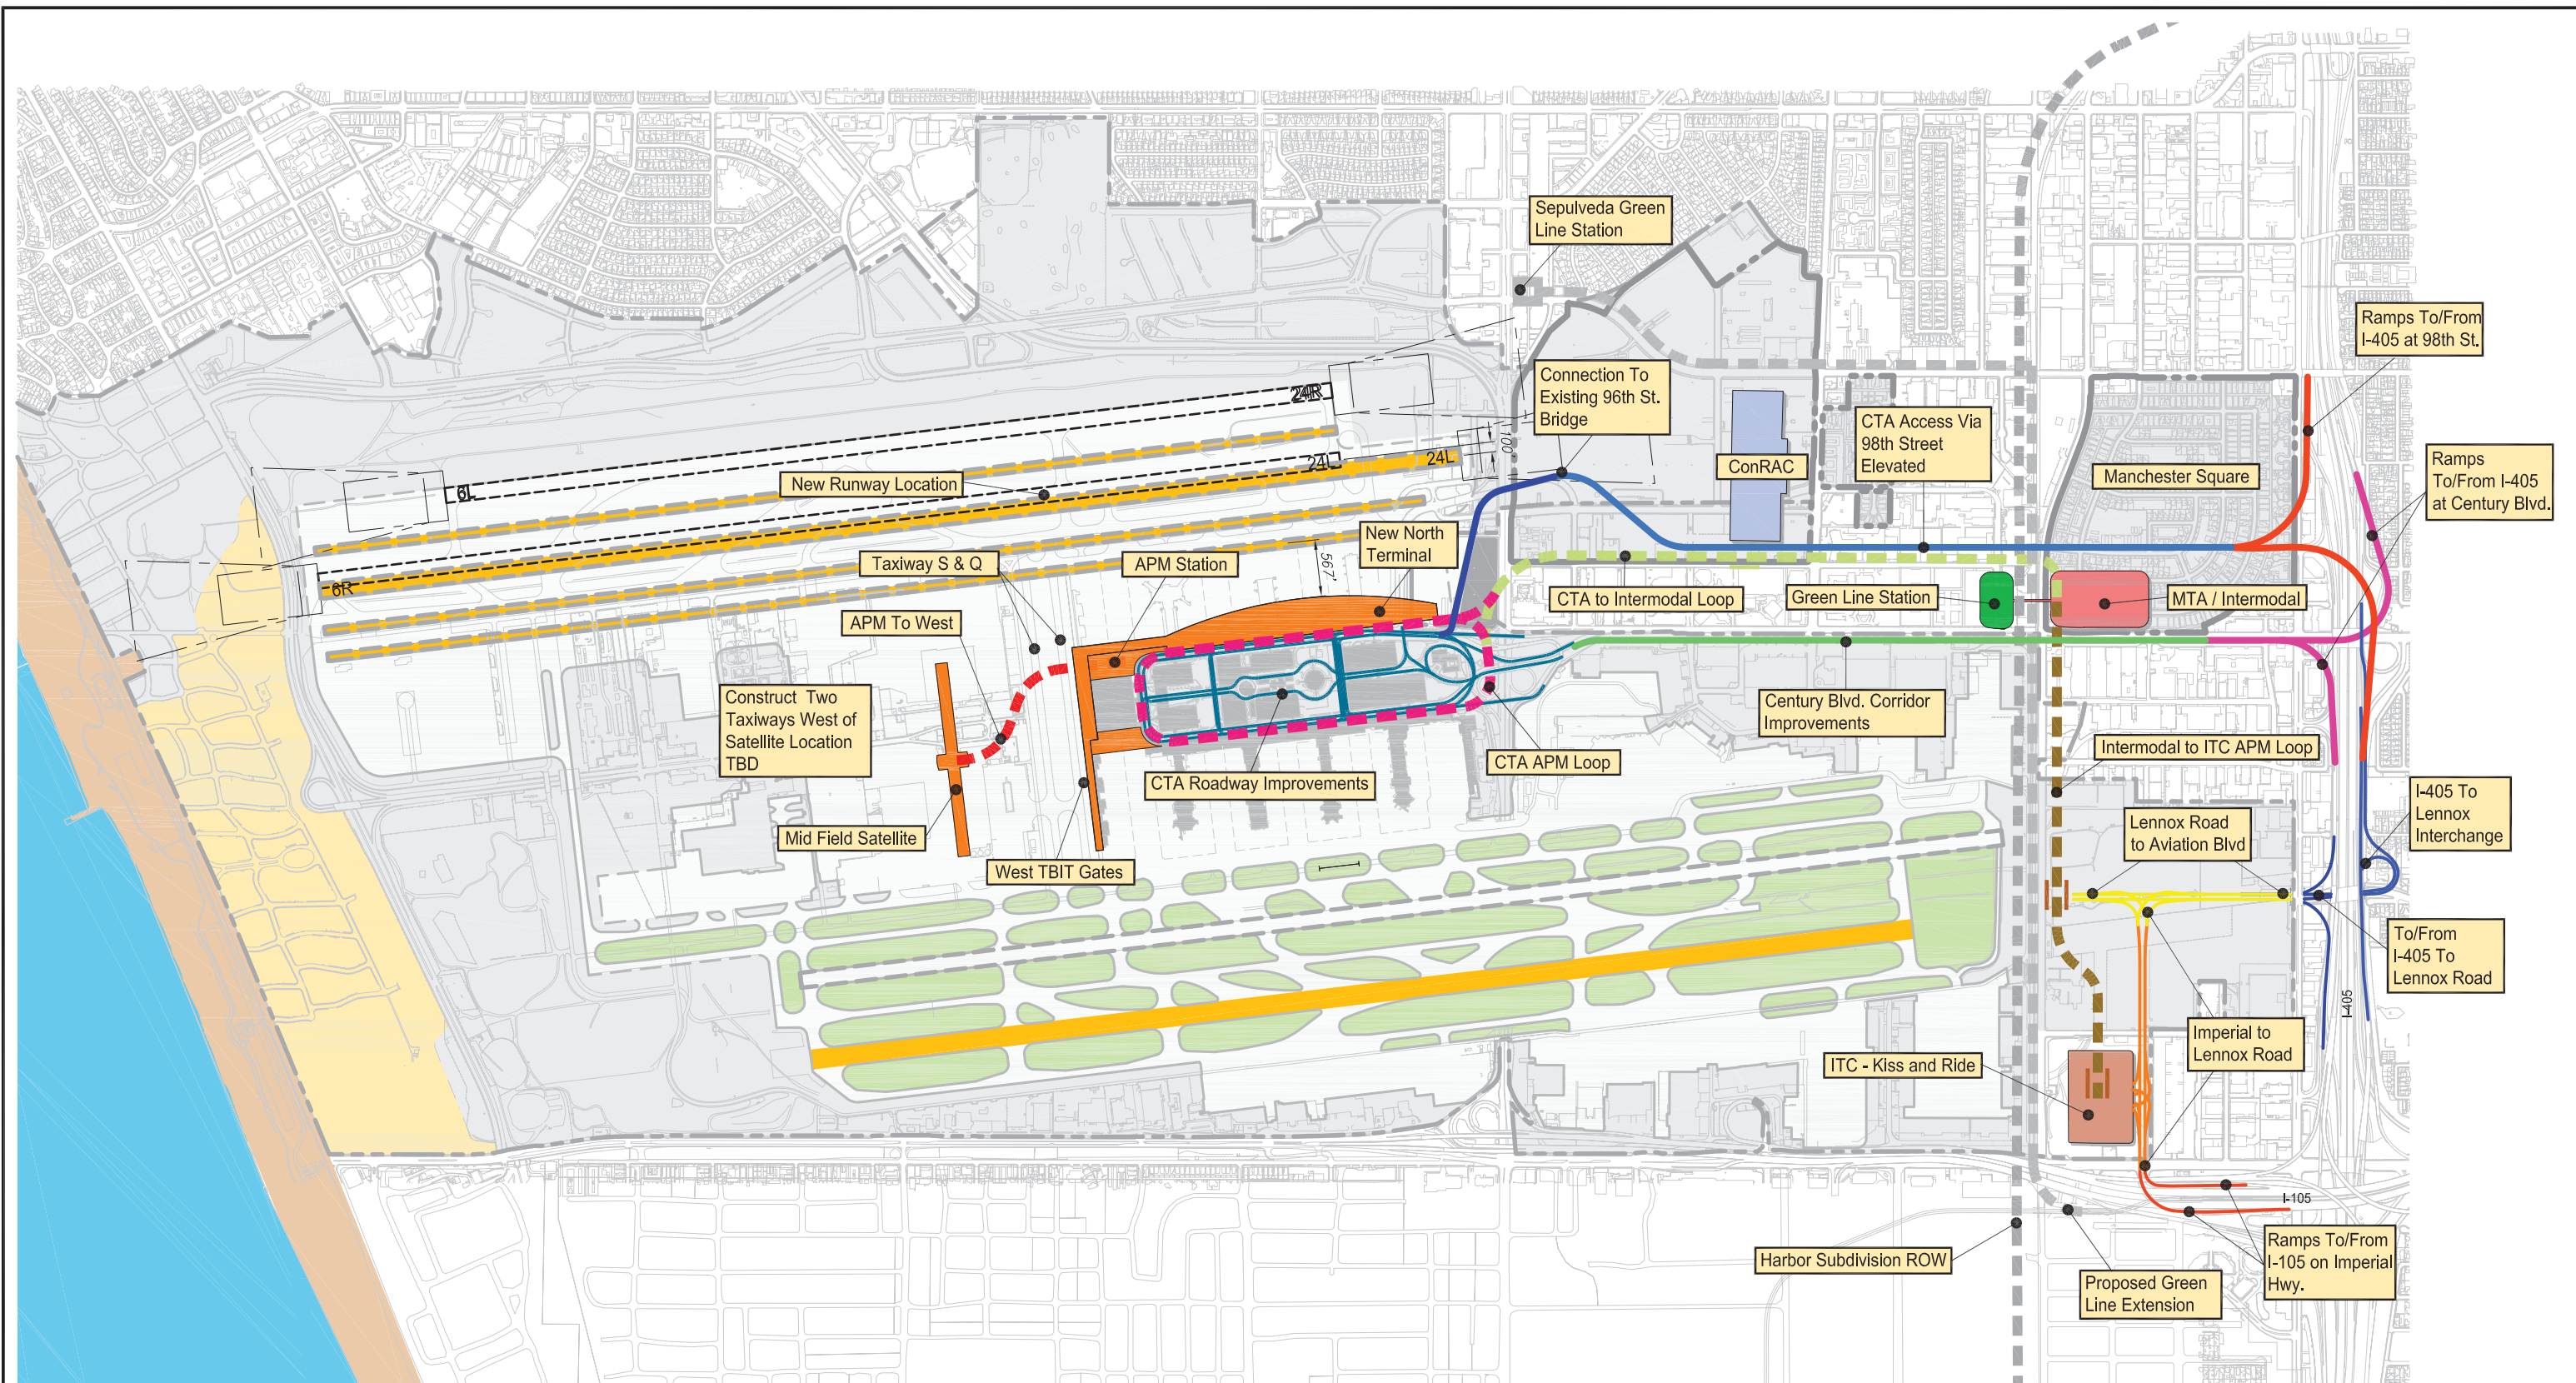 Sepulveda Green
Line Station
Ramps To/From
I-405 at 98th St.
Connection To
Existing 96th St.
Bridge
24R
24L
24L
100'
6L
6R
New Runway Location
ConRAC
CTA Access Via
98th Street
Elevated
Manchester Square
Ramps
To/From I-405
at Century Blvd.
New North
Terminal
567'
Taxiway S & Q
APM Station
APM To West
CTA to Intermodal Loop
Green Line Station
MTA / Intermodal
Construct Two
Taxiways West of
Satellite Location
TBD
Century Blvd. Corridor
Improvements
CTA APM Loop
CTA Roadway Improvements
Intermodal to ITC APM Loop
Mid Field Satellite
West TBIT Gates
I-405 To
Lennox
Interchange
Lennox Road
to Aviation Blvd
To/From
I-405 To
Lennox Road
I-405
Imperial to
Lennox Road
ITC - Kiss and Ride
I-105
Ramps To/From
I-105 on Imperial
Hwy.
Harbor Subdivision ROW
Proposed Green
Line Extension